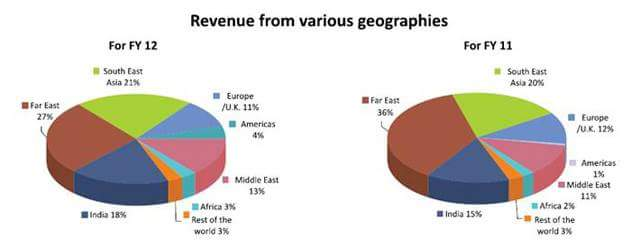 Revenue from various geographies
For FY 12
South East
Asia 21%
Europe
/U.K. 11%
Americas
4%
Middle East
13%
Africa 3%
Rest of the
world 3%
India 18%
Far East
27%
For FY 11
South East
Asia 20%
Europe
/U.K. 12%
Americas
1%
Middle East
11%
Africa 2%
Rest of the
world 3%
India 15%
Far East
36%